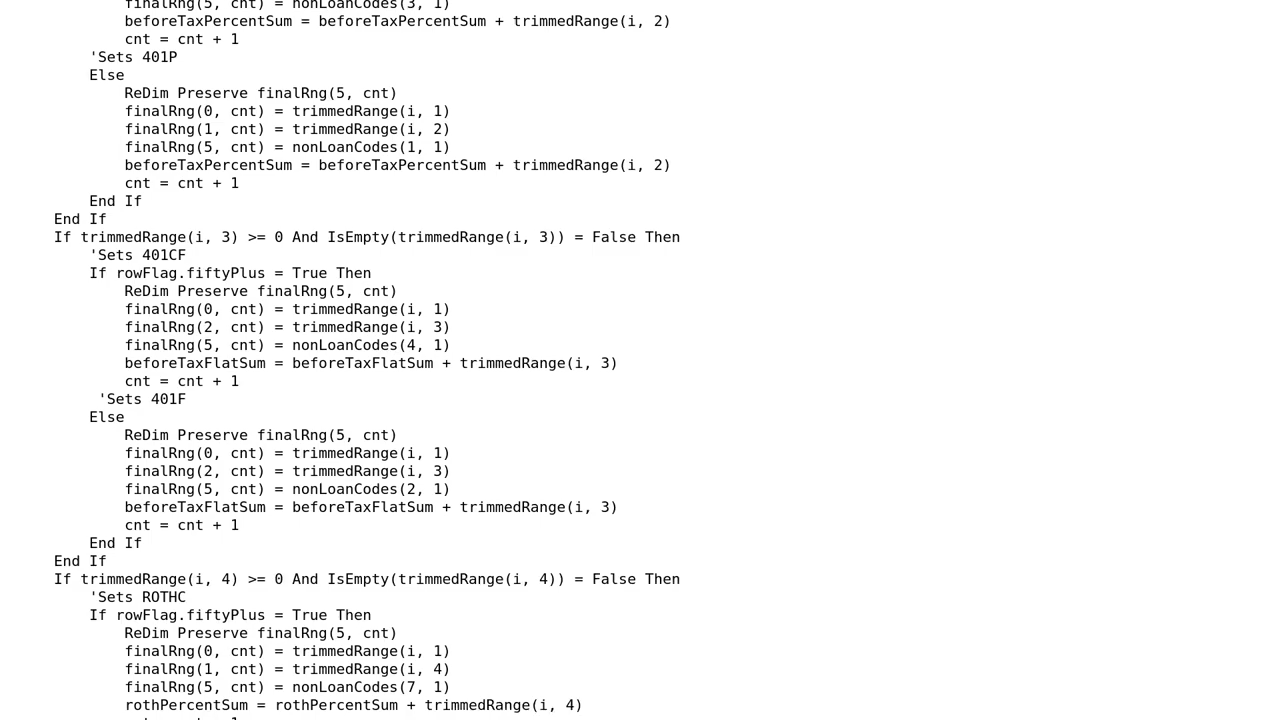 finalRng(5, cnt) = nonLoanCodes(3, 1)
beforeTaxPercentSum = beforeTaxPercentSum + trimmedRange(i, 2)
cnt = cnt + 1
'Sets 401P
Else
ReDim Preserve finalRng(5, cnt)
finalRng(0, cnt) = trimmedRange(i, 1)
finalRng(1, cnt) = trimmedRange(i, 2)
finalRng(5, cnt) = nonLoanCodes(1, 1)
beforeTaxPercentSum = beforeTaxPercentSum + trimmedRange(i, 2)
cnt = cnt + 1
End If
End If
If trimmedRange(i, 3) >= 0 And IsEmpty(trimmedRange(i, 3)) = False Then
'Sets 401CF
If rowFlag.fiftyPlus = True Then
ReDim Preserve finalRng(5, cnt)
finalRng(0, cnt) = trimmedRange(i, 1)
finalRng(2, cnt) = trimmedRange(i, 3)
finalRng(5, cnt) = nonLoanCodes(4, 1)
beforeTaxFlatSum = beforeTaxFlatSum + trimmedRange(i, 3)
cnt = cnt + 1
'Sets 401F
Else
ReDim Preserve finalRng(5, cnt)
finalRng(0, cnt) = trimmedRange(i, 1)
finalRng(2, cnt) = trimmedRange(i, 3)
finalRng(5, cnt) = nonLoanCodes(2, 1)
beforeTaxFlatSum = beforeTaxFlatSum + trimmedRange(i, 3)
cnt = cnt + 1
End If
End If
If trimmedRange(i, 4) >= 0 And IsEmpty(trimmedRange(i, 4)) = False Then
'Sets ROTHC
If rowFlag.fiftyPlus = True Then
ReDim Preserve finalRng(5, cnt)
finalRng(0, cnt) = trimmedRange(i, 1)
finalRng(1, cnt) = trimmedRange(i, 4)
finalRng(5, cnt) = nonLoanCodes(7, 1)
rothPercentSum = rothPercentSum + trimmedRange(i, 4)